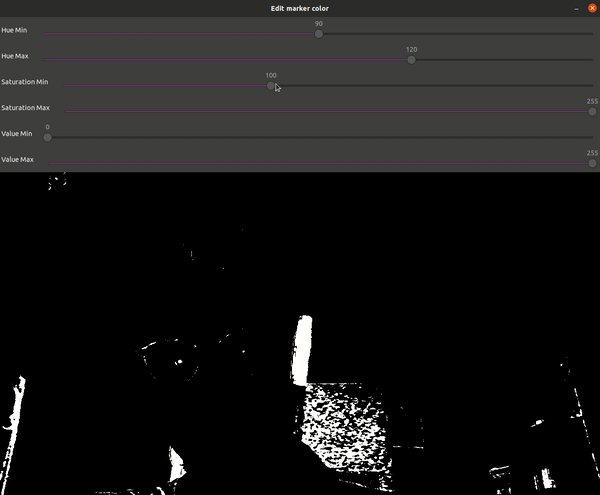 Edit marker color
90
Hue Min
120
Hue Max
100
Saturation Min
255
Saturation Max
0
Value Min
255
Value Max